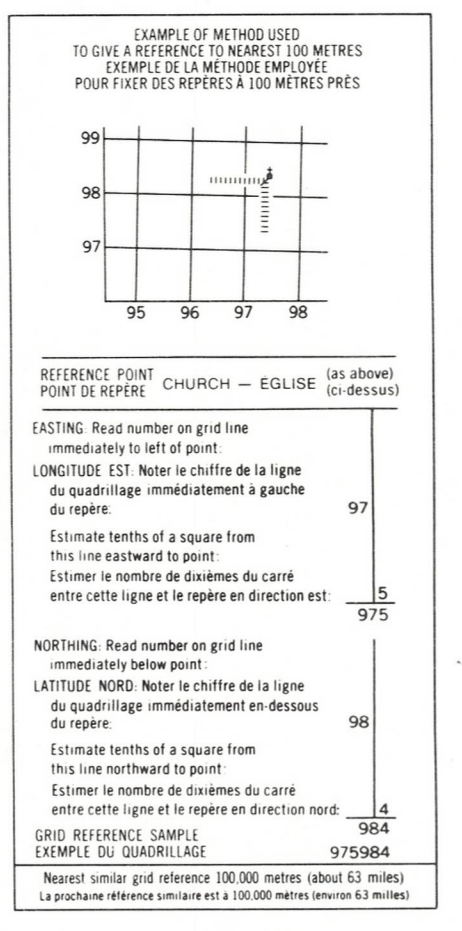 EXAMPLE OF METHOD USED
TO GIVE A REFERENCE TO NEAREST 100 METRES
EXEMPLE DE LA MÉTHODE EMPLOYÉE
POUR FIXER DES REPÈRES À 100 MÈTRES PRÈS
99
98
97
95 96 97 98
REFERENCE POINT
POINT DE REPÈRE
CHURCH — ÉGLISE
(as above)
(ci-dessus)
EASTING: Read number on grid line
immediately to left of point:
LONGITUDE EST: Noter le chiffre de la ligne
du quadrillage immédiatement à gauche
du repère: 97
Estimate tenths of a square from
this line eastward to point:
Estimer le nombre de dixièmes du carré
entre cette ligne et le repère en direction est: 5
975
NORTHING: Read number on grid line
immediately below point:
LATITUDE NORD: Noter le chiffre de la ligne
du quadrillage immédiatement en-dessous
du repère: 98
Estimate tenths of a square from
this line northward to point:
Estimer le nombre de dixièmes du carré
entre cette ligne et le repère en direction nord: 4
984
GRID REFERENCE SAMPLE
EXEMPLE DU QUADRILLAGE 975984
Nearest similar grid reference 100,000 metres (about 63 miles)
La prochaine référence similaire est à 100,000 mètres (environ 63 milles)